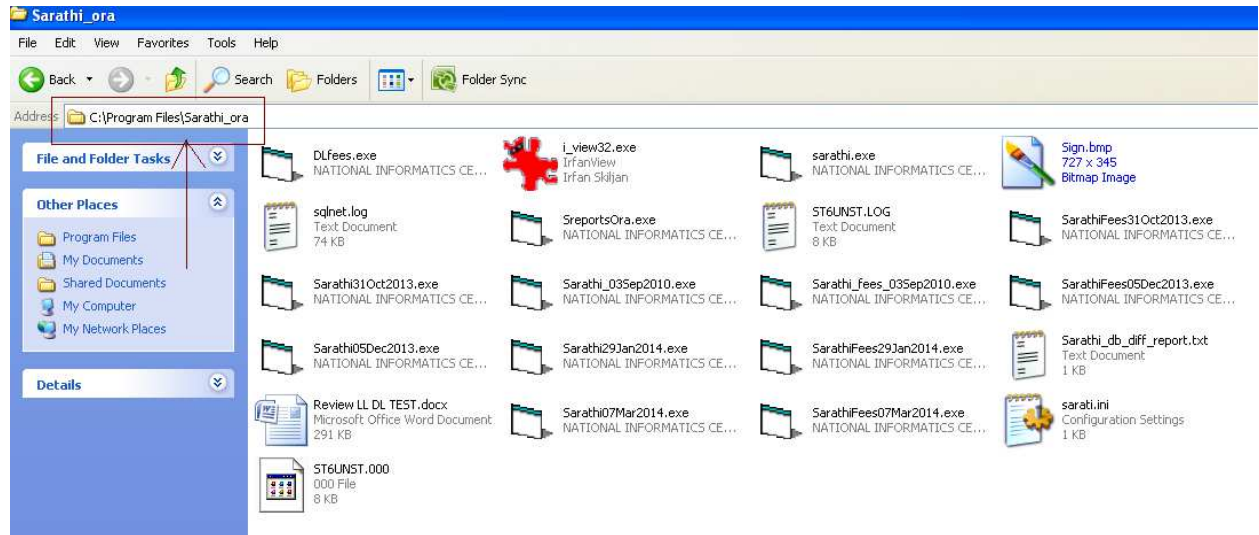 Sarathi_ora
File Edit View Favorites Tools Help
Back Search Folders Folder Sync
Address C:\Program Files\Sarathi_ora
File and Folder Tasks
Other Places
Program Files
My Documents
Shared Documents
My Computer
My Network Places
Details
DLfees.exe
NATIONAL INFORMATICS CE...
i_view32.exe
IrfanView
Irfan Skiljan
sarathi.exe
NATIONAL INFORMATICS CE...
Sign.bmp
727 x 345
Bitmap Image
sqlnet.log
Text Document
74 KB
SreportsOra.exe
NATIONAL INFORMATICS CE...
ST6UNST.LOG
Text Document
8 KB
SarathiFees31Oct2013.exe
NATIONAL INFORMATICS CE...
Sarathi31Oct2013.exe
NATIONAL INFORMATICS CE...
Sarathi_03Sep2010.exe
NATIONAL INFORMATICS CE...
Sarathi_fees_03Sep2010.exe
NATIONAL INFORMATICS CE...
SarathiFees05Dec2013.exe
NATIONAL INFORMATICS CE...
Sarathi05Dec2013.exe
NATIONAL INFORMATICS CE...
Sarathi29Jan2014.exe
NATIONAL INFORMATICS CE...
SarathiFees29Jan2014.exe
NATIONAL INFORMATICS CE...
Sarathi_db_diff_report.txt
Text Document
1 KB
Review LL DL TEST.docx
Microsoft Office Word Document
291 KB
Sarathi07Mar2014.exe
NATIONAL INFORMATICS CE...
SarathiFees07Mar2014.exe
NATIONAL INFORMATICS CE...
sarati.ini
Configuration Settings
1 KB
ST6UNST.000
000 File
8 KB